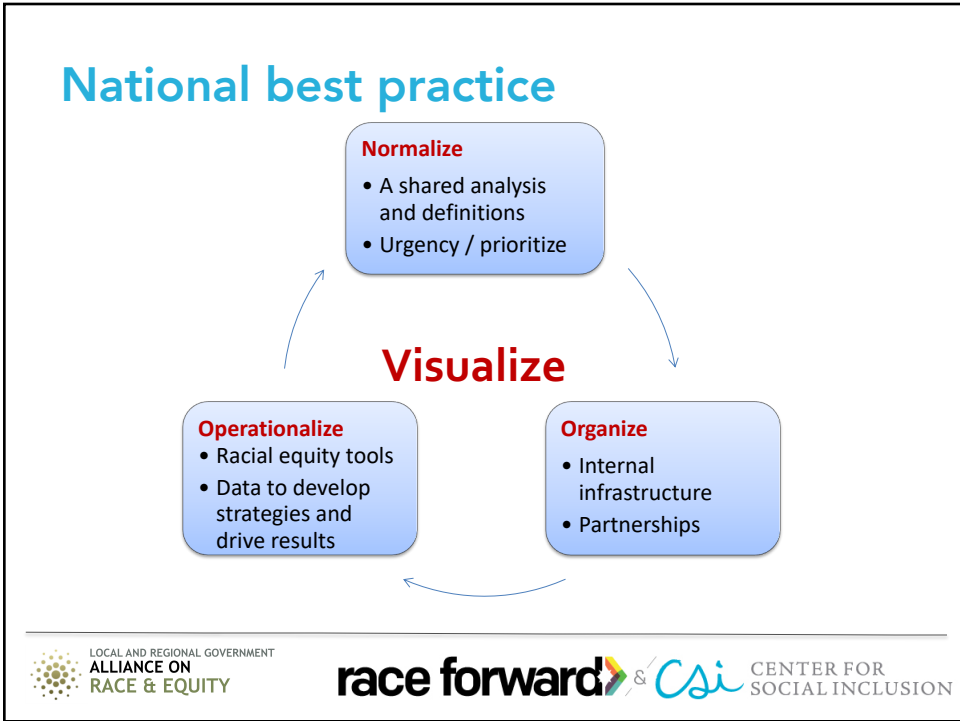 National best practice
Normalize
• A shared analysis
and definitions
• Urgency / prioritize
Visualize
Operationalize
• Racial equity tools
• Data to develop
strategies and
drive results
Organize
• Internal
infrastructure
• Partnerships
LOCAL AND REGIONAL GOVERNMENT
ALLIANCE ON
RACE & EQUITY
race forward
&
CSi
CENTER FOR
SOCIAL INCLUSION